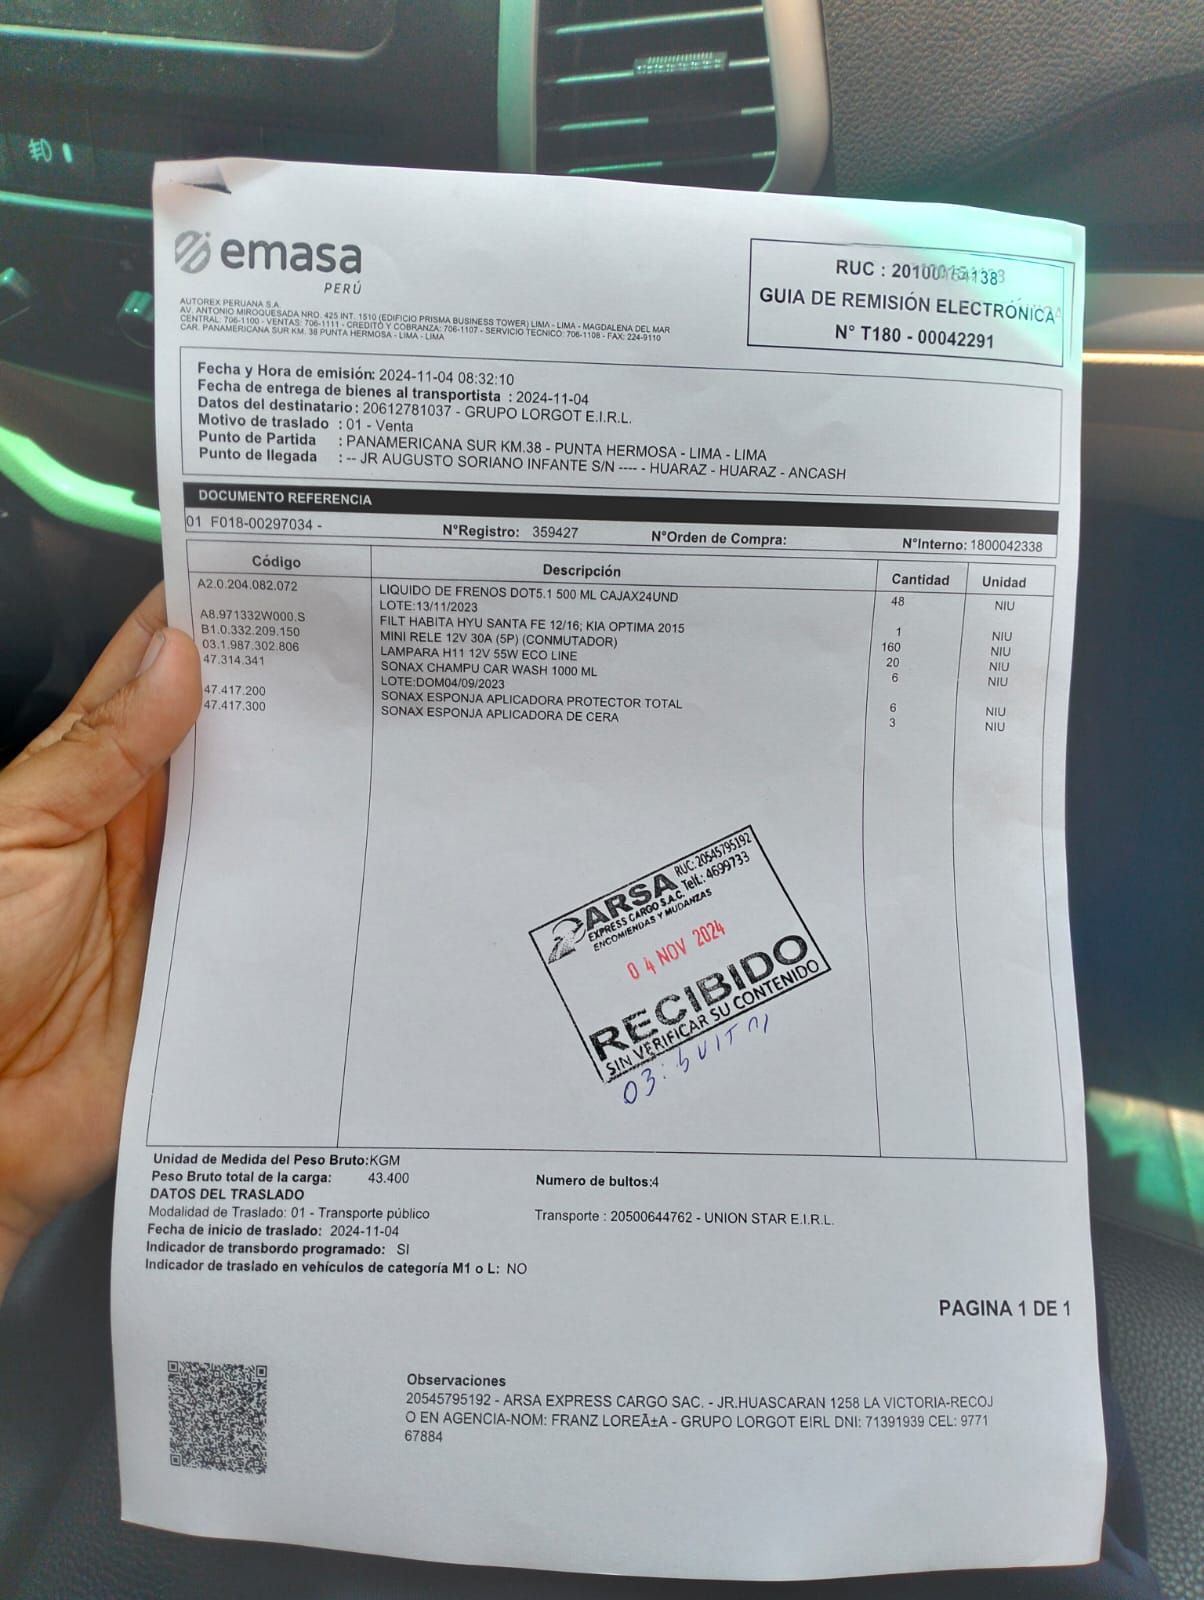 emasa
PERÚ
AUTOREX PERUANA S.A.
AV. ANTONIO MIROQUESADA NRO. 425 INT. 1510 (EDIFICIO PRISMA BUSINESS TOWER) LIMA - LIMA - MAGDALENA DEL MAR
CENTRAL: 706-1100 - VENTAS: 706-1111 - CREDITO Y COBRANZA: 706-1107 - SERVICIO TECNICO: 706-1108 - FAX: 224-9110
CAR. PANAMERICANA SUR KM. 38 PUNTA HERMOSA - LIMA - LIMA
RUC :
GUIA DE REMISIÓN ELECTRÓNICA
N° T180 - 00042291
Fecha y Hora de emisión: 2024-11-04 08:32:10
Fecha de entrega de bienes al transportista : 2024-11-04
Datos del destinatario : 20612781037 - GRUPO LORGOT E.I.R.L.
Motivo de traslado : 01 - Venta
Punto de Partida : PANAMERICANA SUR KM.38 - PUNTA HERMOSA - LIMA - LIMA
Punto de llegada : -- JR AUGUSTO SORIANO INFANTE S/N ---- - HUARAZ - HUARAZ - ANCASH
DOCUMENTO REFERENCIA
01 F018-00297034 - N°Registro: 359427 N°Orden de Compra: N°Interno: 1800042338
Código Descripción Cantidad Unidad
A2.0.204.082.072 LIQUIDO DE FRENOS DOT5.1 500 ML CAJAX24UND 48 NIU
LOTE:13/11/2023
A8.971332W000.S FILT HABITA HYU SANTA FE 12/16; KIA OPTIMA 2015 1 NIU
B1.0.332.209.150 MINI RELE 12V 30A (5P) (CONMUTADOR) 160 NIU
03.1.987.302.806 LAMPARA H11 12V 55W ECO LINE 20 NIU
47.314.341 SONAX CHAMPU CAR WASH 1000 ML 6 NIU
LOTE:DOM04/09/2023
47.417.200 SONAX ESPONJA APLICADORA PROTECTOR TOTAL 6 NIU
47.417.300 SONAX ESPONJA APLICADORA DE CERA 3 NIU
ARSA RUC: 20545795192
EXPRESS CARGO S.A.C. Telf.: 4699733
ENCOMIENDAS Y MUDANZAS
04 NOV 2024
RECIBIDO
SIN VERIFICAR SU CONTENIDO
Unidad de Medida del Peso Bruto:KGM
Peso Bruto total de la carga: 43.400 Numero de bultos:4
DATOS DEL TRASLADO
Modalidad de Traslado: 01 - Transporte público Transporte : 20500644762 - UNION STAR E.I.R.L.
Fecha de inicio de traslado: 2024-11-04
Indicador de transbordo programado: SI
Indicador de traslado en vehículos de categoría M1 o L: NO
PAGINA 1 DE 1
Observaciones
20545795192 - ARSA EXPRESS CARGO SAC. - JR.HUASCARAN 1258 LA VICTORIA-RECOJ
O EN AGENCIA-NOM: FRANZ LOREÃ±A - GRUPO LORGOT EIRL DNI: 71391939 CEL: 9771
67884